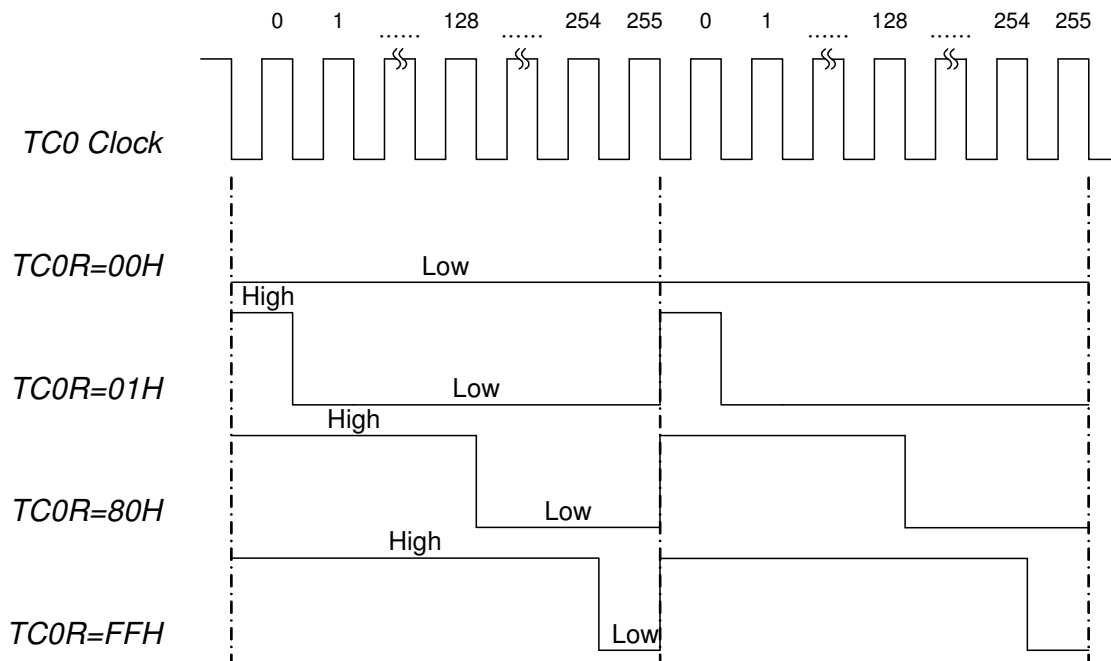 0 1 ...... 128 ...... 254 255 0 1 ...... 128 ...... 254 255
TC0 Clock
TC0R=00H
Low
High
TC0R=01H
Low
High
TC0R=80H
Low
High
TC0R=FFH
Low